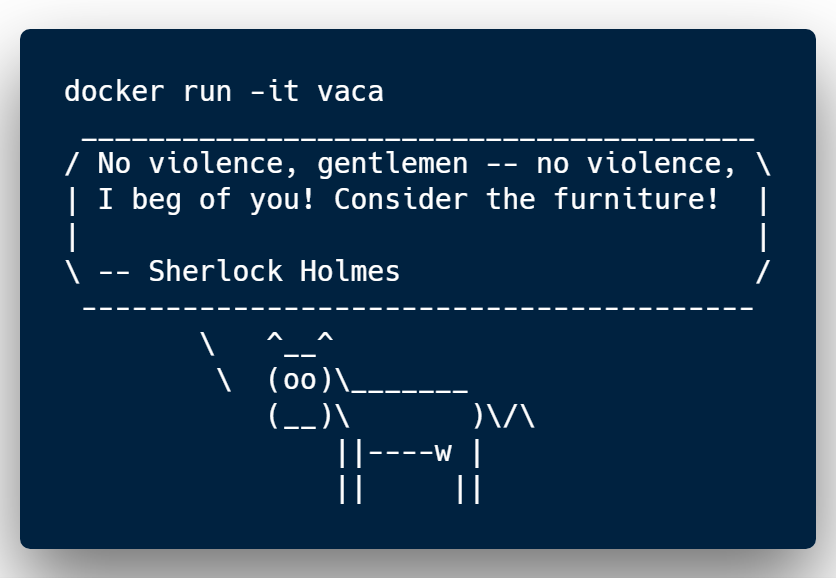 docker run -it vaca
 ________________________________________
/ No violence, gentlemen -- no violence, \
| I beg of you! Consider the furniture!  |
|                                        |
\ -- Sherlock Holmes                     /
 ----------------------------------------
        \   ^__^
         \  (oo)\_______
            (__)\       )\/\
                ||----w |
                ||     ||